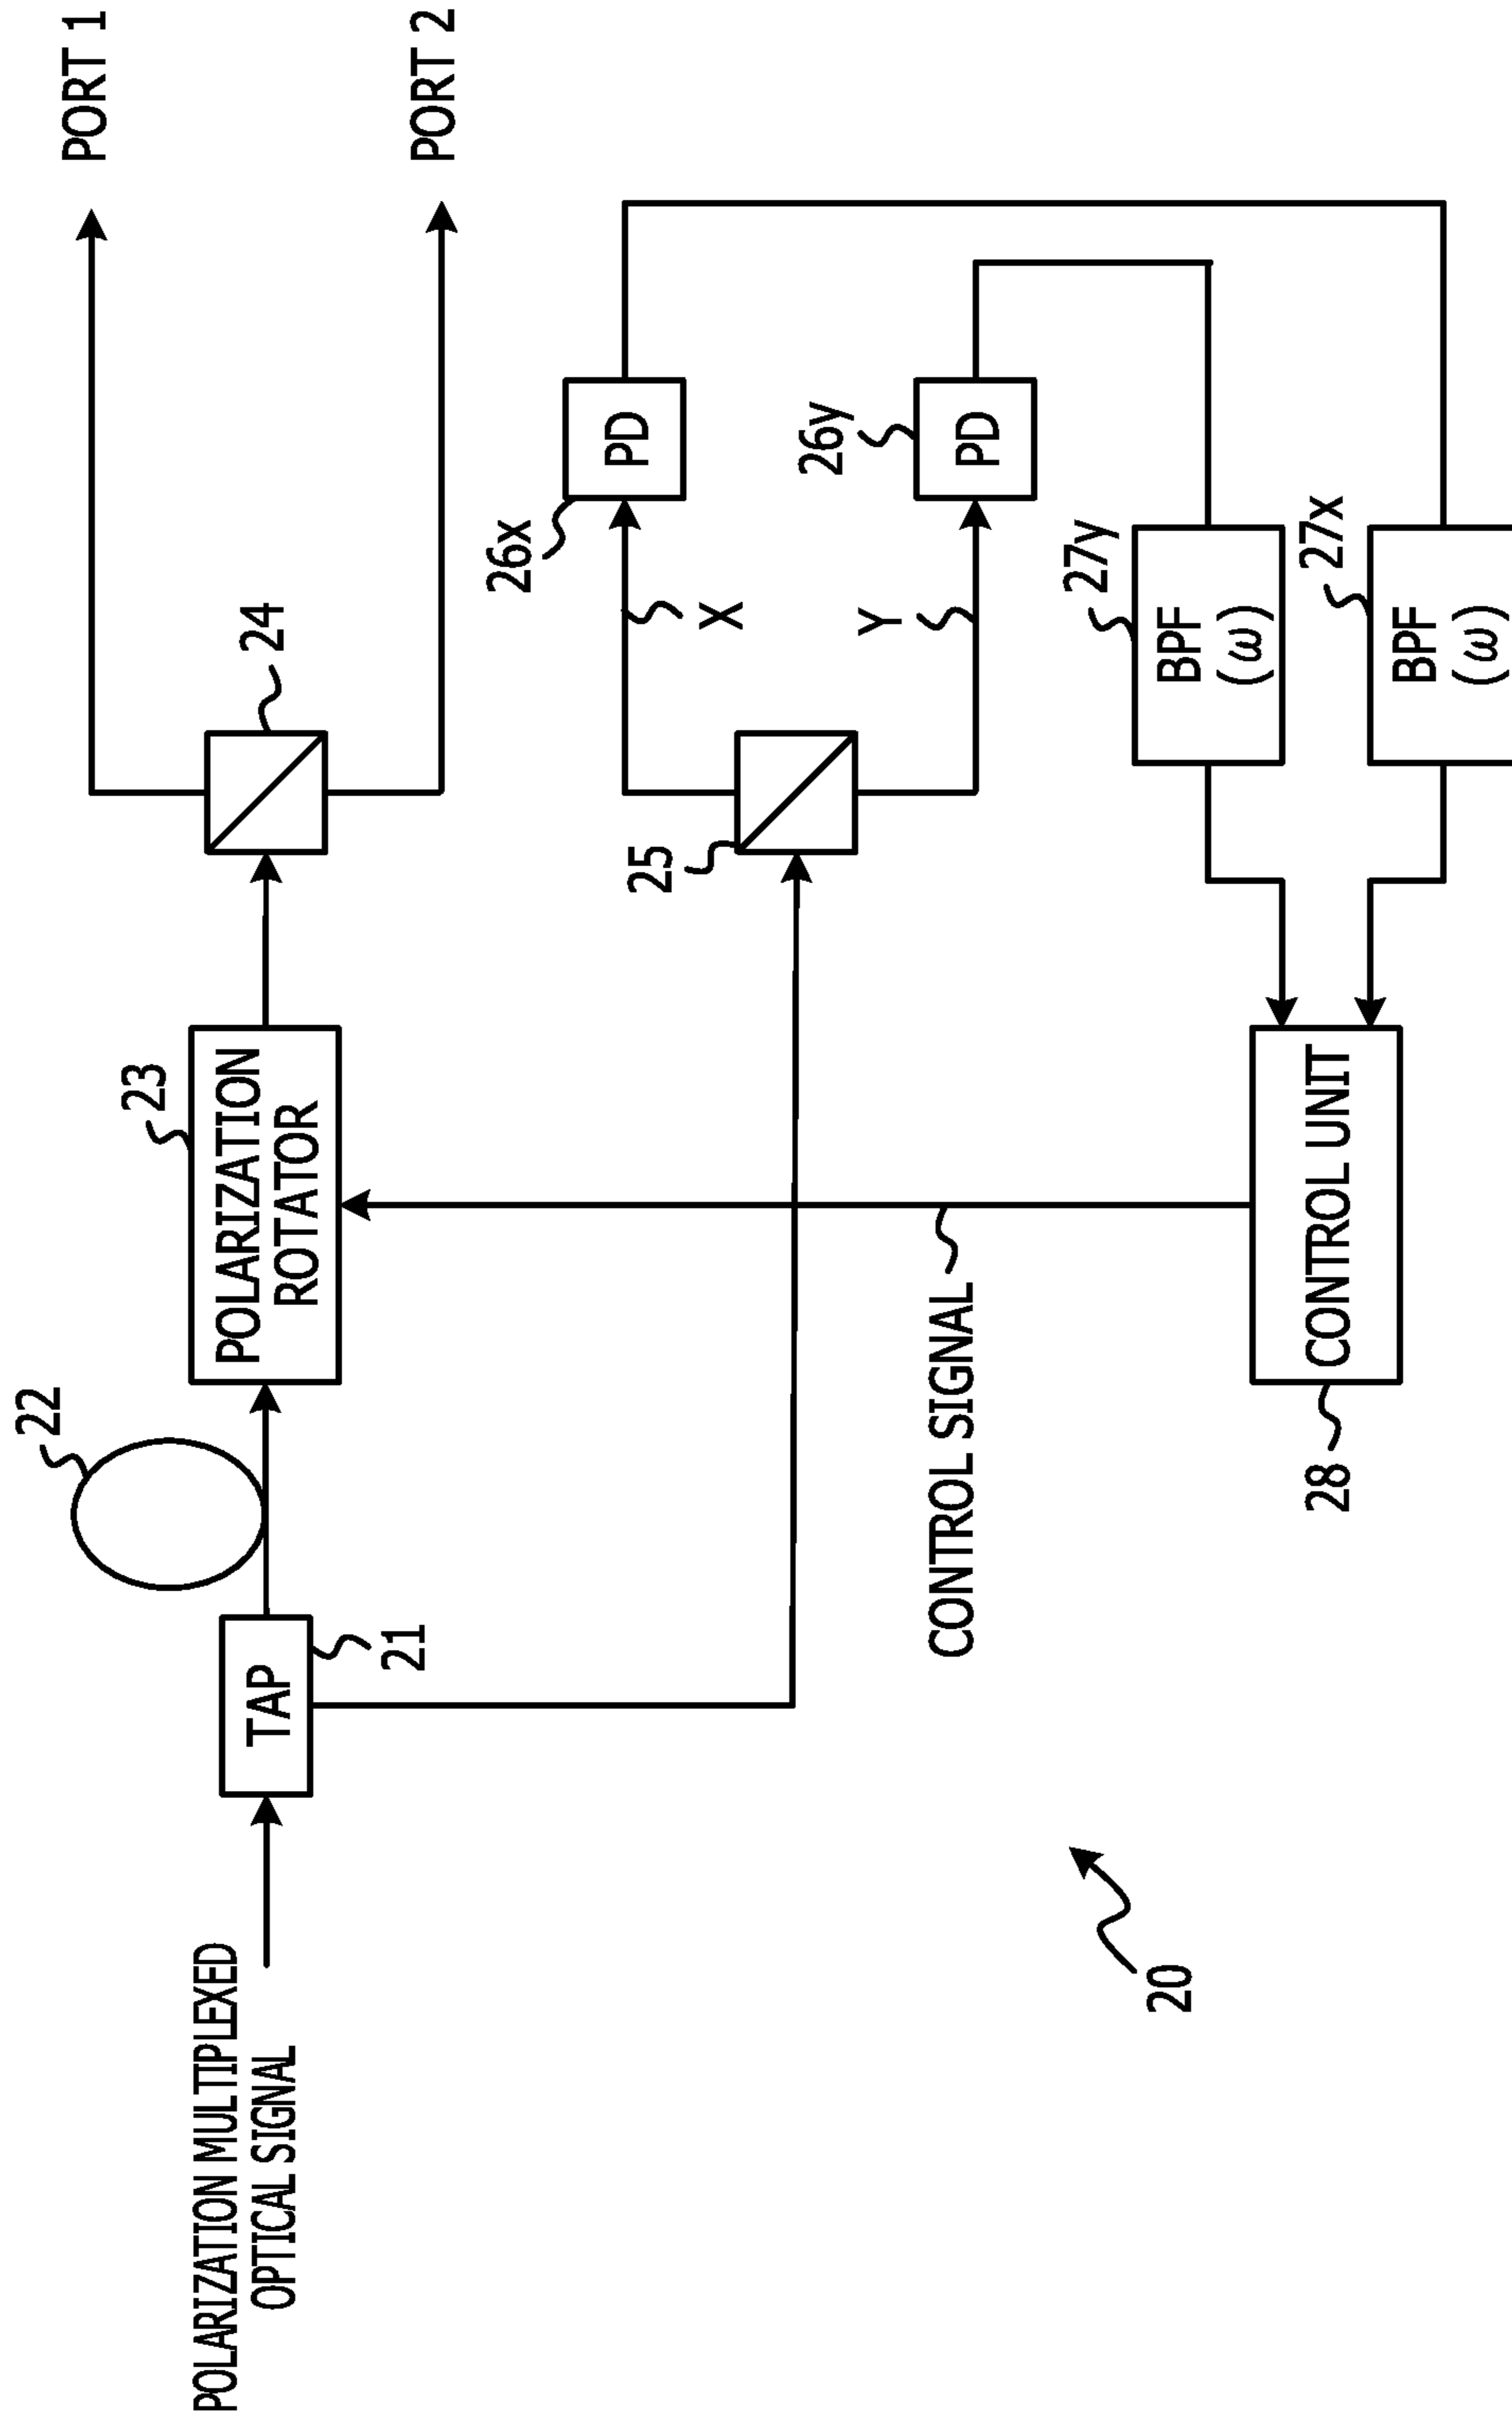 POLARIZATION MULTIPLEXED
OPTICAL SIGNAL
TAP
21
22
POLARIZATION
ROTATOR
23
24
PORT 1
PORT 2
25
X
Y
26x
PD
26y
PD
27y
BPF
(ω)
27x
BPF
(ω)
CONTROL SIGNAL
CONTROL UNIT
28
20